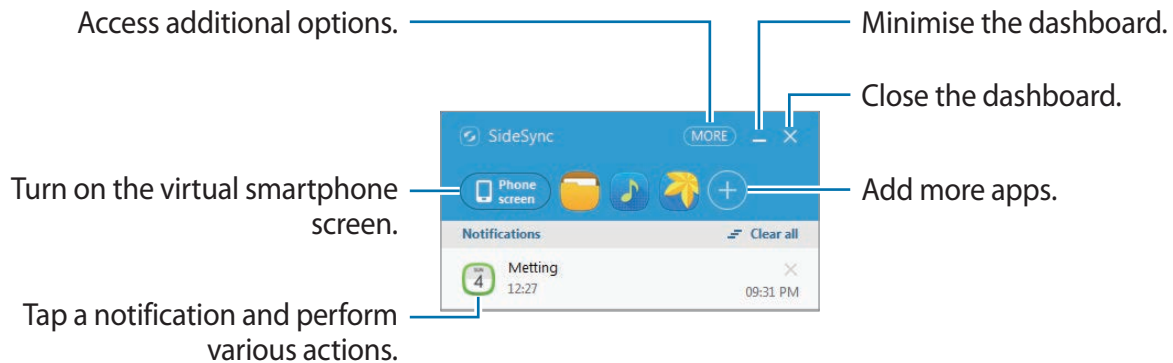 Access additional options.
Minimise the dashboard.
Close the dashboard.
SideSync
MORE
Turn on the virtual smartphone
screen.
Phone
screen
Add more apps.
Notifications
Clear all
SUN
4
Metting
12:27
09:31 PM
Tap a notification and perform
various actions.